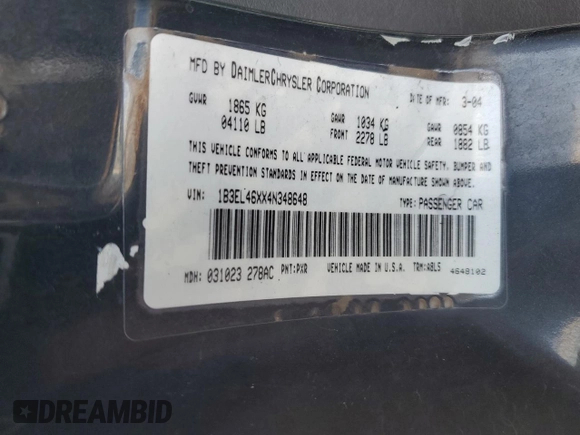 MFD BY DAIMLERCHRYSLER CORPORATION
DATE OF MFR: 3-04
GVWR 1865 KG 04110 LB
GAWR FRONT 1034 KG 2278 LB
GAWR REAR 0854 KG 1882 LB
THIS VEHICLE CONFORMS TO ALL APPLICABLE FEDERAL MOTOR VEHICLE SAFETY, BUMPER AND
THEFT PREVENTION STANDARDS IN EFFECT ON THE DATE OF MANUFACTURE SHOWN ABOVE.
VIN: 1B3EL46XX4N348648
TYPE: PASSENGER CAR
MDH: 031023 278AC PNT:PXR VEHICLE MADE IN U.S.A. TRM:A8L5
4648102
DREAMBID